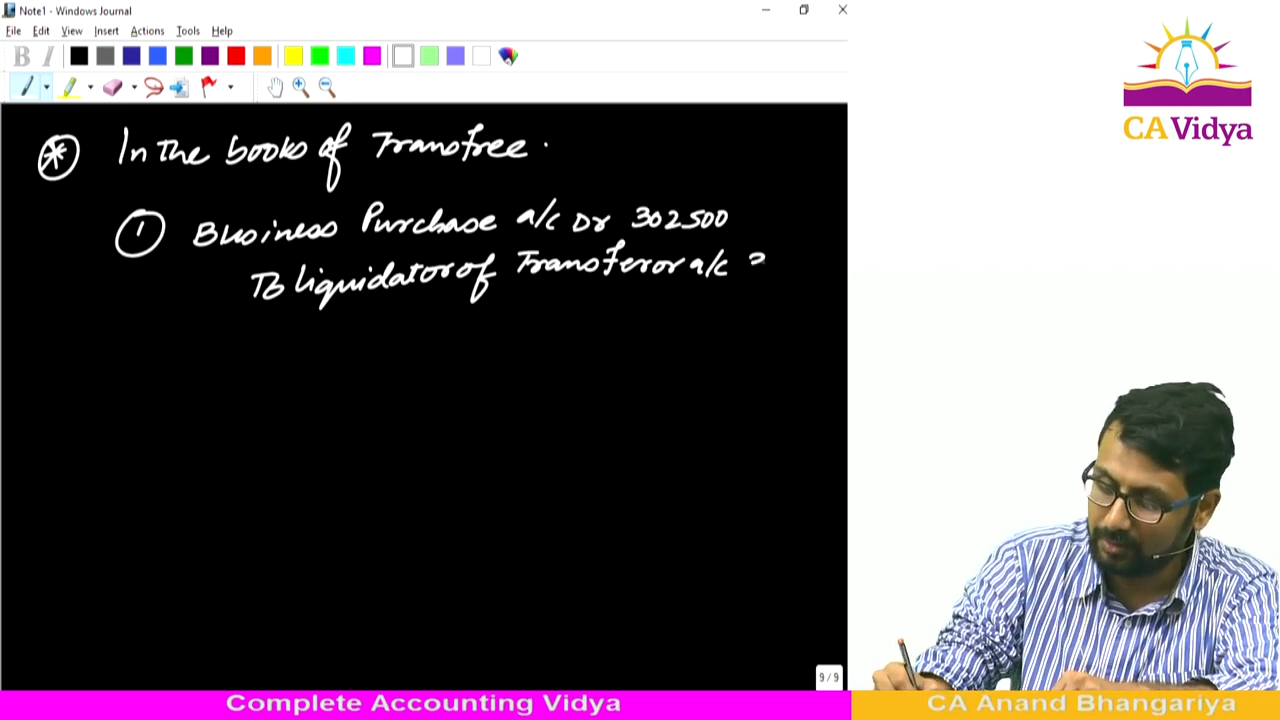 Note1 - Windows Journal
File Edit View Insert Actions Tools Help
B I
CA Vidya
* In the books of Transfree.
1 Business Purchase a/c Dr 302500
To liquidator of Transferor a/c
9 / 9
Complete Accounting Vidya
CA Anand Bhangariya